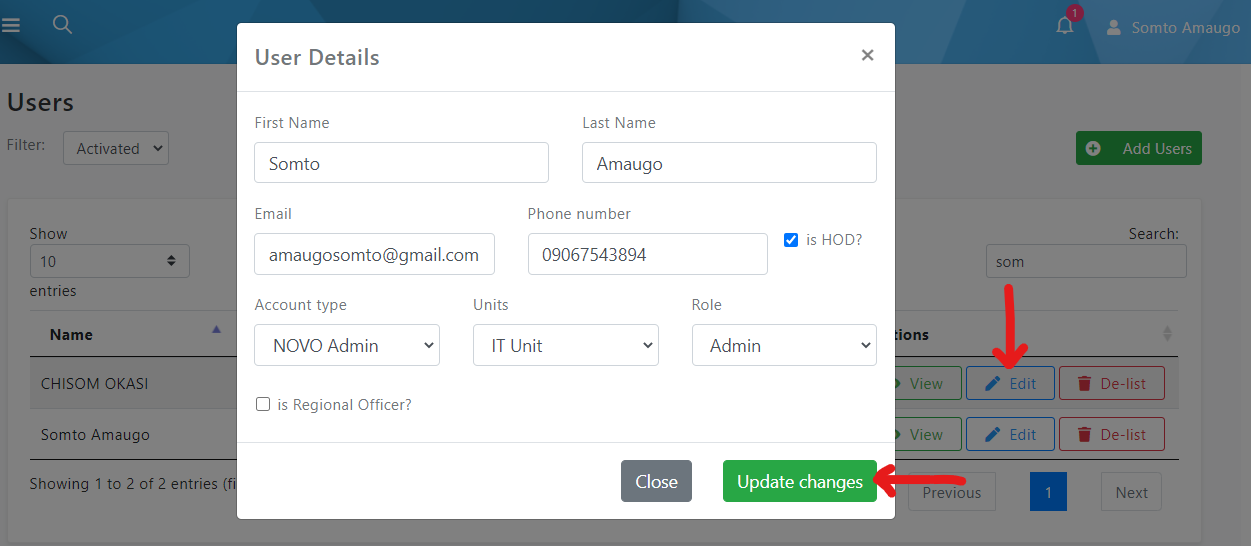 1
Somto Amaugo
User Details
×
Users
First Name
Last Name
Filter:
Activated
Somto
Amaugo
Add Users
Email
Phone number
Show
Search:
amaugosomto@gmail.com
09067543894
is HOD?
10
som
entries
Account type
Units
Role
Name
NOVO Admin
IT Unit
Admin
tions
CHISOM OKASI
View
Edit
De-list
is Regional Officer?
Somto Amaugo
View
Edit
De-list
Showing 1 to 2 of 2 entries (fi
Close
Update changes
Previous
1
Next